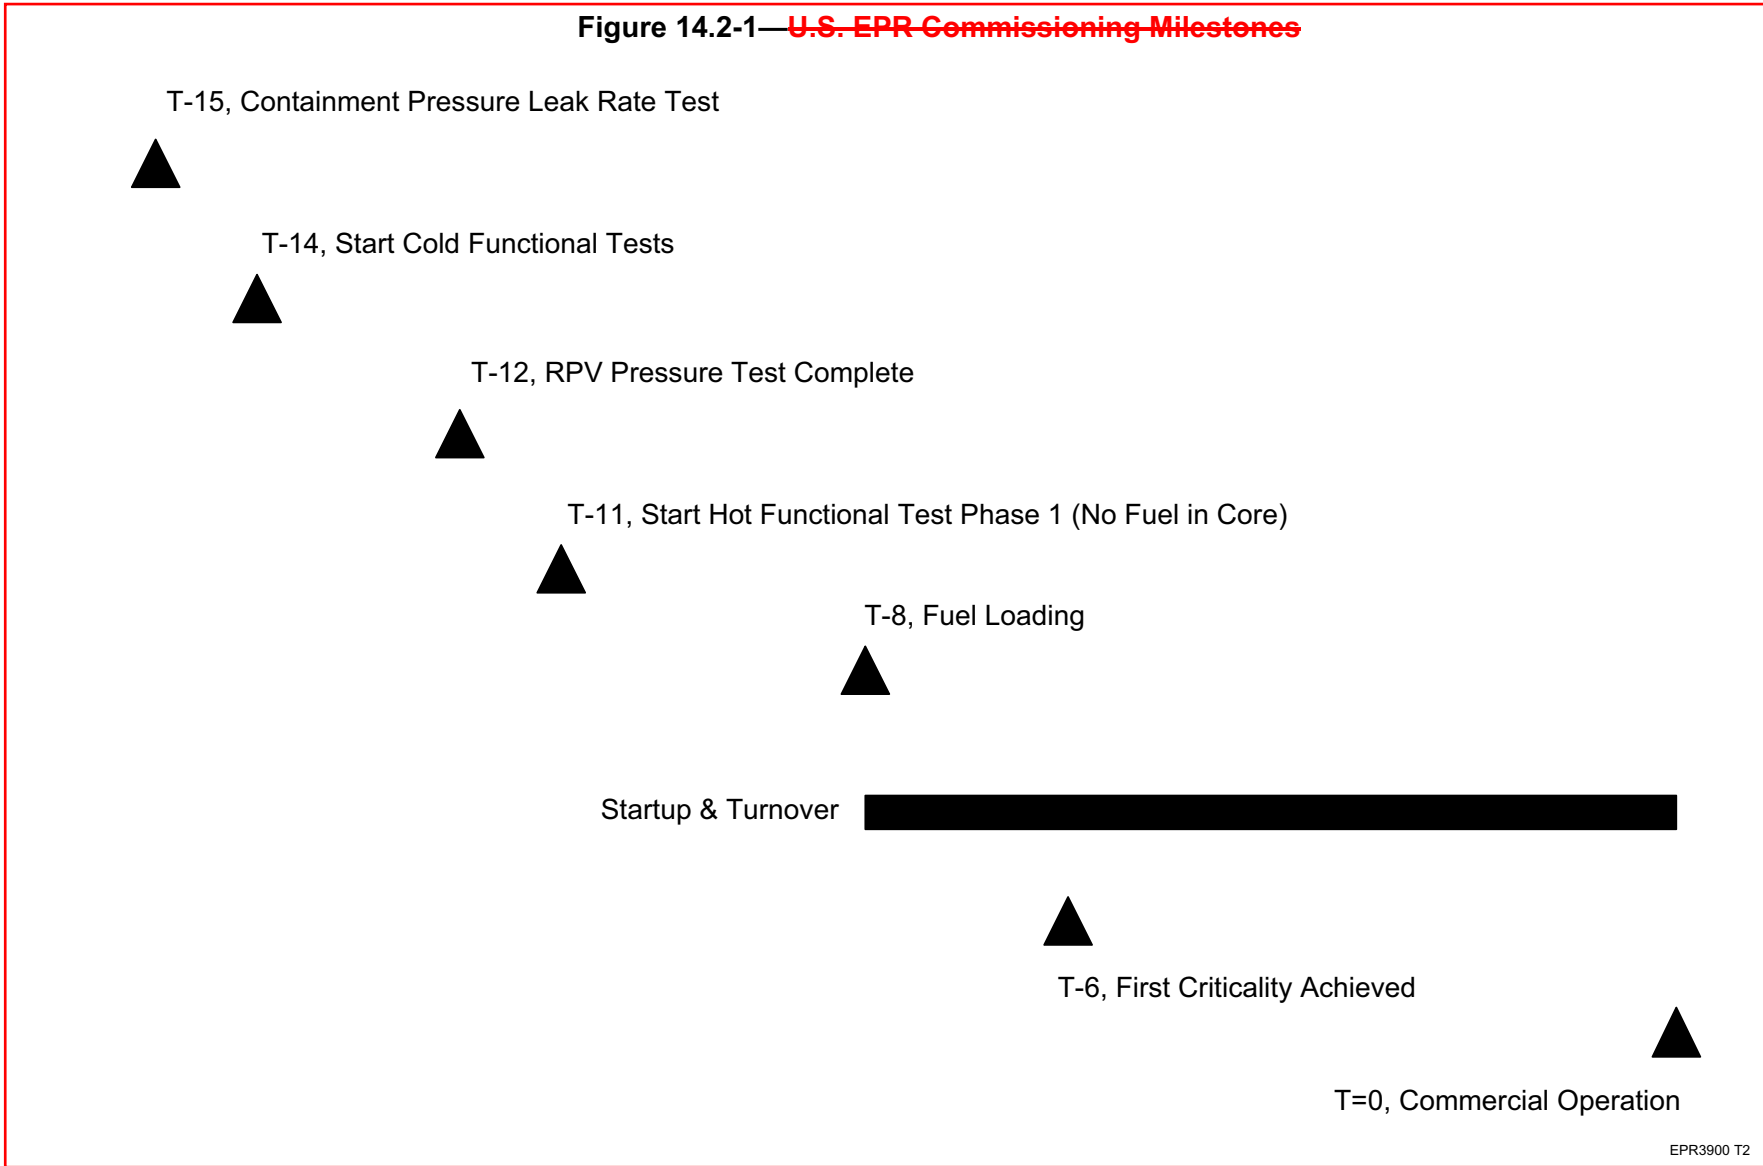 Figure 14.2-1—U.S. EPR Commissioning Milestones
T-15, Containment Pressure Leak Rate Test
T-14, Start Cold Functional Tests
T-12, RPV Pressure Test Complete
T-11, Start Hot Functional Test Phase 1 (No Fuel in Core)
T-8, Fuel Loading
Startup & Turnover
T-6, First Criticality Achieved
T=0, Commercial Operation
EPR3900 T2